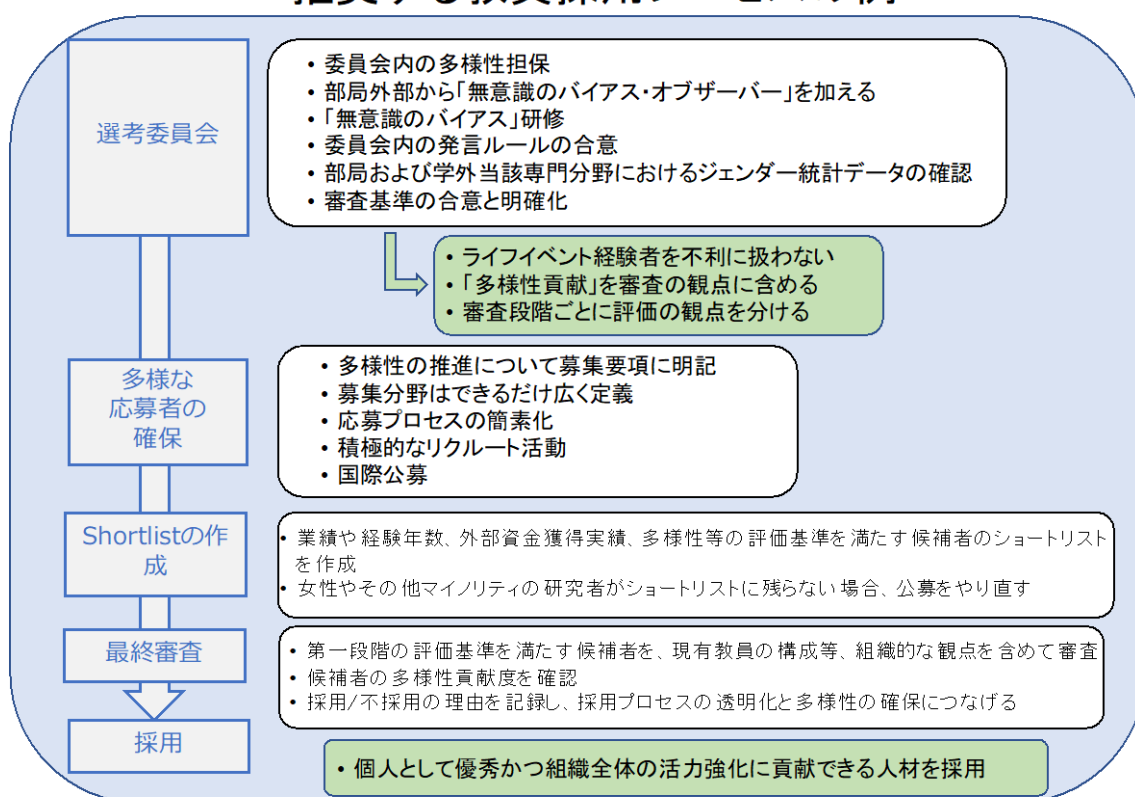 推奨する教員採用プロセスの例
選考委員会
• 委員会内の多様性担保
• 部局外部から「無意識のバイアス・オブザーバー」を加える
• 「無意識のバイアス」研修
• 委員会内の発言ルールの合意
• 部局および学外当該専門分野におけるジェンダー統計データの確認
• 審査基準の合意と明確化
• ライフイベント経験者を不利に扱わない
• 「多様性貢献」を審査の観点に含める
• 審査段階ごとに評価の観点を分ける
多様な
応募者の
確保
• 多様性の推進について募集要項に明記
• 募集分野はできるだけ広く定義
• 応募プロセスの簡素化
• 積極的なリクルート活動
• 国際公募
Shortlistの作
成
• 業績や経験年数、外部資金獲得実績、多様性等の評価基準を満たす候補者のショートリスト
を作成
• 女性やその他マイノリティの研究者がショートリストに残らない場合、公募をやり直す
最終審査
• 第一段階の評価基準を満たす候補者を、現有教員の構成等、組織的な観点を含めて審査
• 候補者の多様性貢献度を確認
• 採用/不採用の理由を記録し、採用プロセスの透明化と多様性の確保につなげる
採用
• 個人として優秀かつ組織全体の活力強化に貢献できる人材を採用